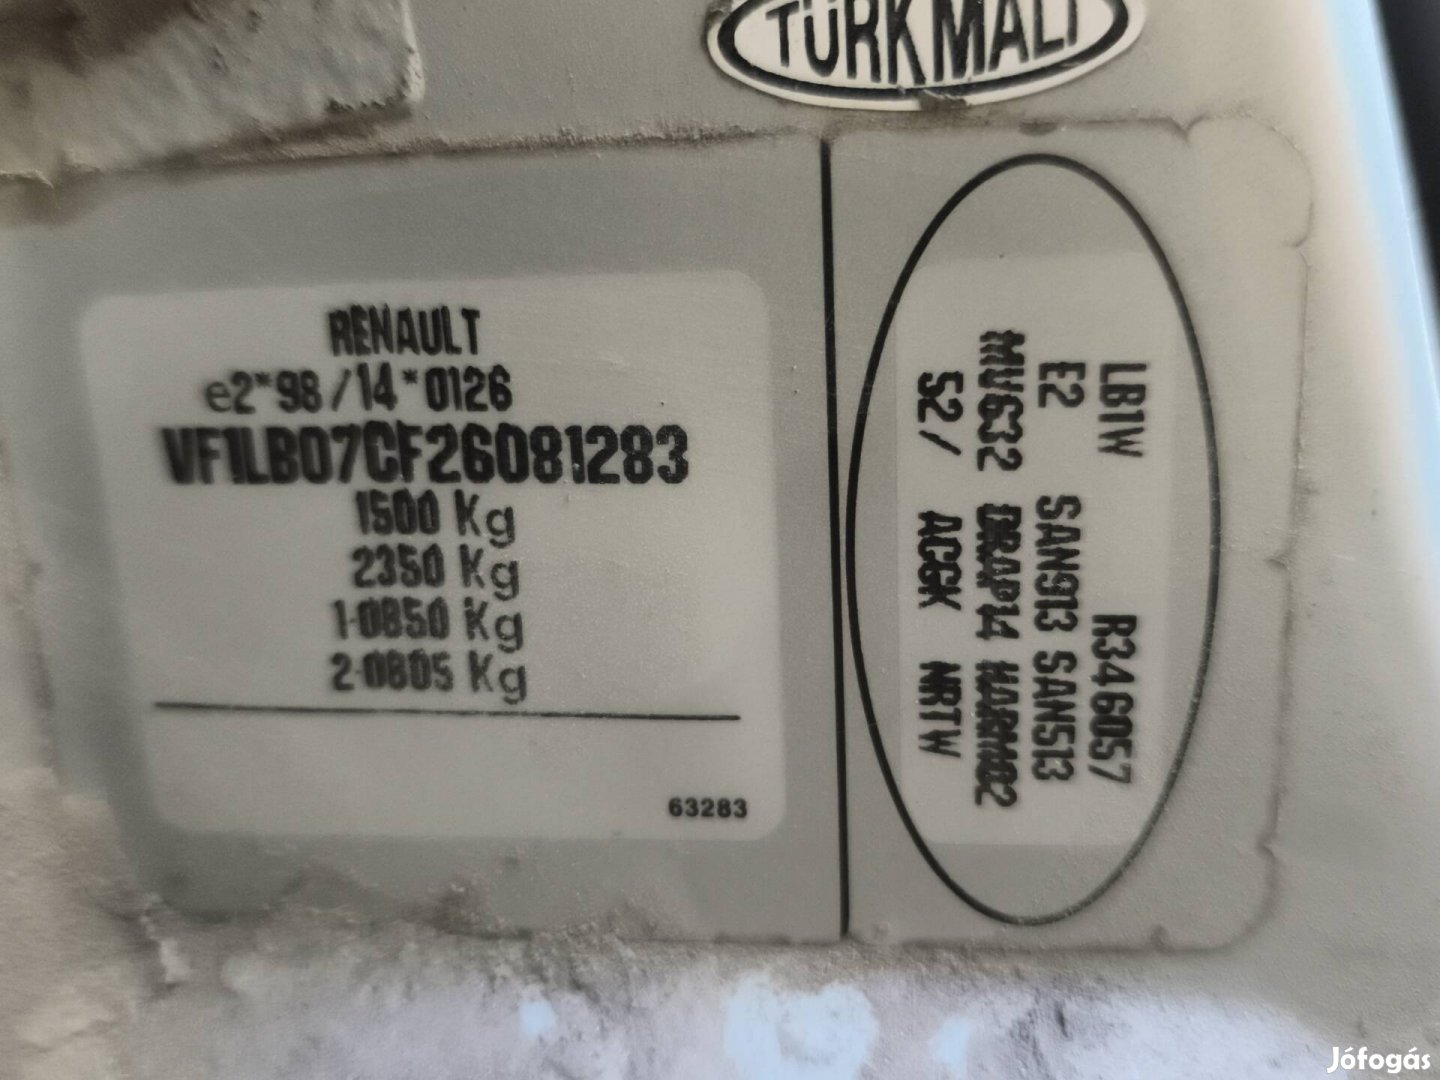 TÜRK MALI
RENAULT
e2*98/14*0126
VF1LB07CF26081283
1500 Kg
2350 Kg
1-0850 Kg
2-0805 Kg
63283
LB1W R346057
E2 SAN913 SAN513
MV632 DRAP14 HARM02
S2/ ACGK NRTW
Jófogás